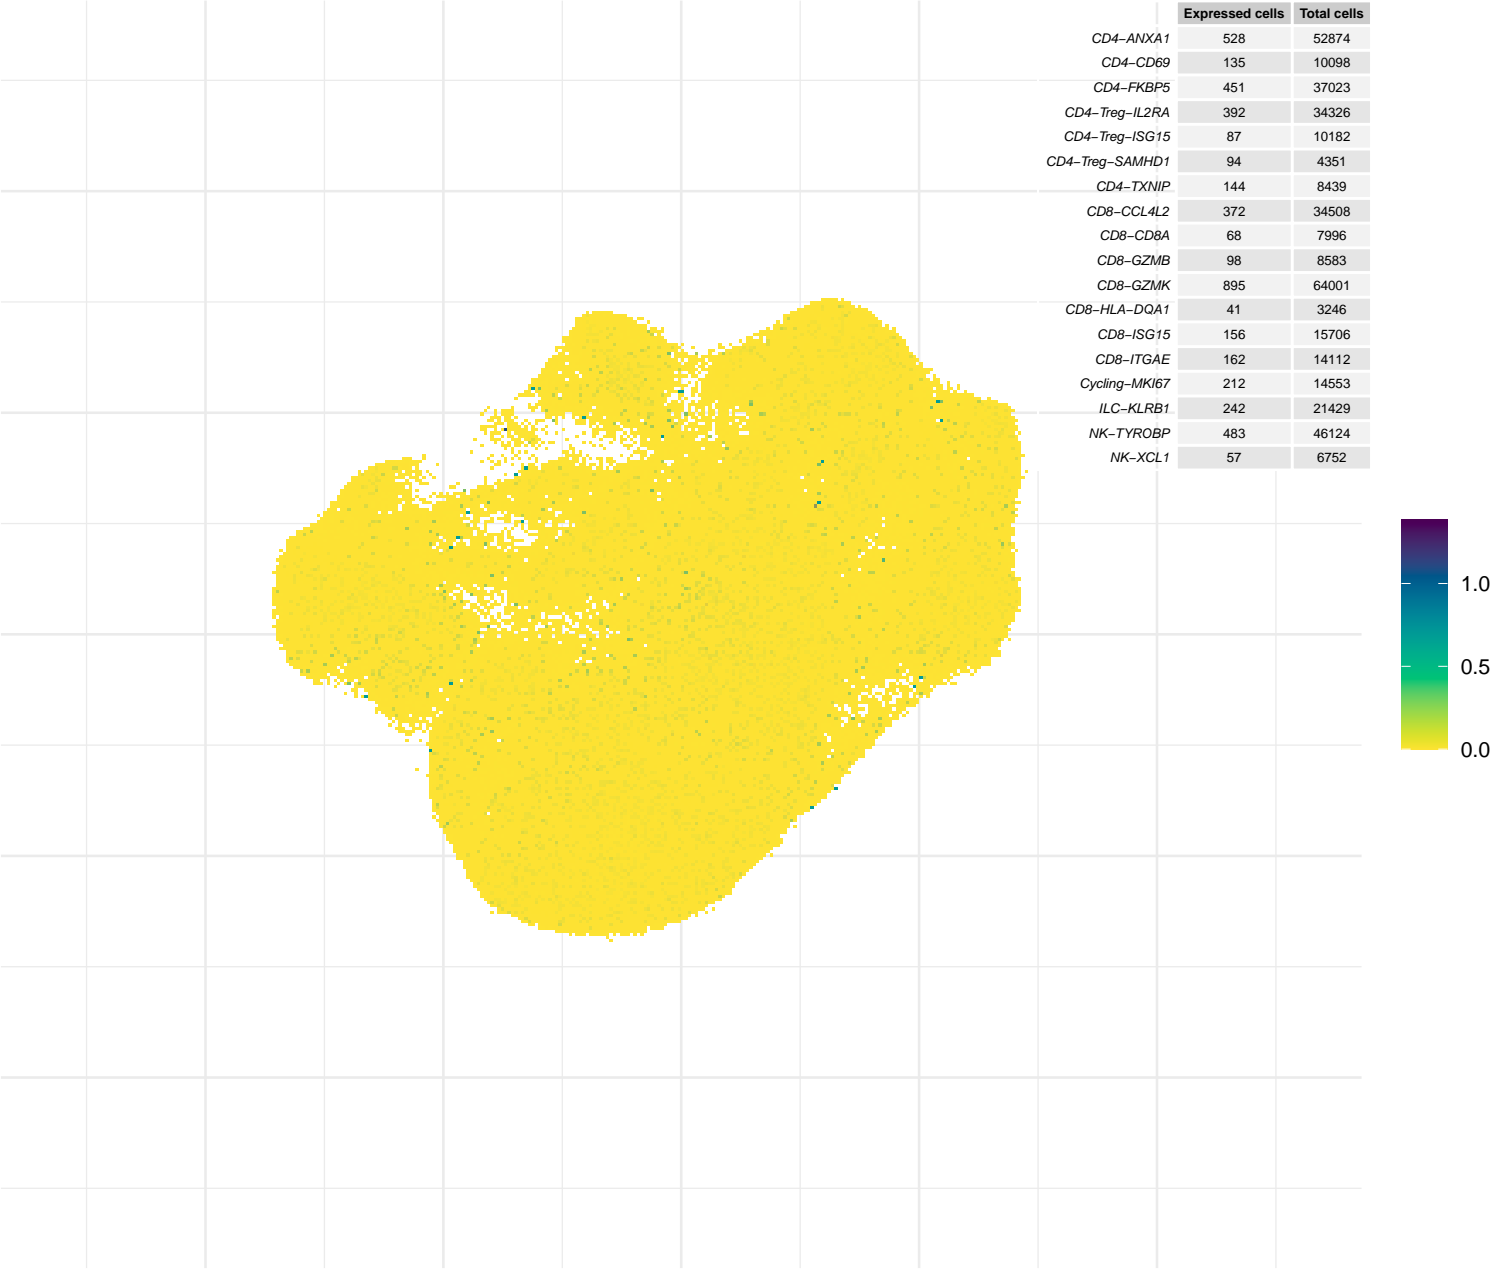 Expressed cells Total cells
CD4−ANXA1 528 52874
CD4−CD69 135 10098
CD4−FKBP5 451 37023
CD4−Treg−IL2RA 392 34326
CD4−Treg−ISG15 87 10182
CD4−Treg−SAMHD1 94 4351
CD4−TXNIP 144 8439
CD8−CCL4L2 372 34508
CD8−CD8A 68 7996
CD8−GZMB 98 8583
CD8−GZMK 895 64001
CD8−HLA−DQA1 41 3246
CD8−ISG15 156 15706
CD8−ITGAE 162 14112
Cycling−MKI67 212 14553
ILC−KLRB1 242 21429
NK−TYROBP 483 46124
NK−XCL1 57 6752
1.0
0.5
0.0